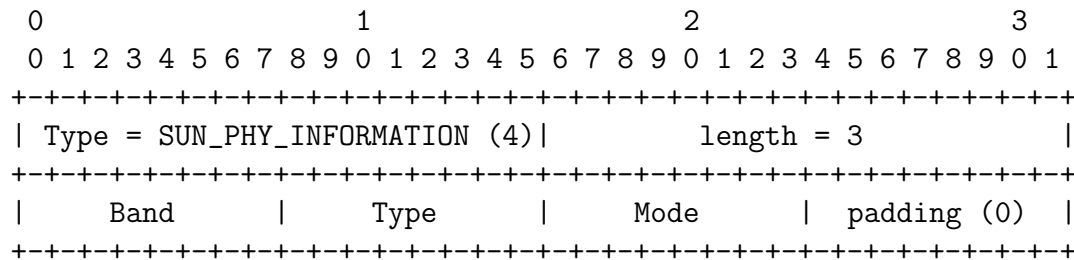 0                   1                   2                   3
 0 1 2 3 4 5 6 7 8 9 0 1 2 3 4 5 6 7 8 9 0 1 2 3 4 5 6 7 8 9 0 1
+-+-+-+-+-+-+-+-+-+-+-+-+-+-+-+-+-+-+-+-+-+-+-+-+-+-+-+-+-+-+-+-+
| Type = SUN_PHY_INFORMATION (4)|         length = 3            |
+-+-+-+-+-+-+-+-+-+-+-+-+-+-+-+-+-+-+-+-+-+-+-+-+-+-+-+-+-+-+-+-+
|     Band      |     Type      |     Mode      |  padding (0)  |
+-+-+-+-+-+-+-+-+-+-+-+-+-+-+-+-+-+-+-+-+-+-+-+-+-+-+-+-+-+-+-+-+